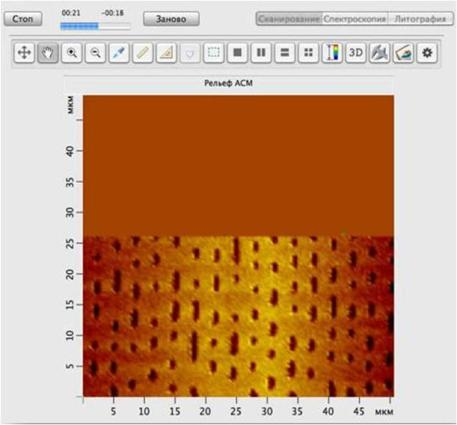 Стоп
00:21 -00:18
Заново
Сканирование Спектроскопия Литография
3D
Рельеф АСМ
мкм
40
35
30
25
20
15
10
5
5 10 15 20 25 30 35 40 45 мкм